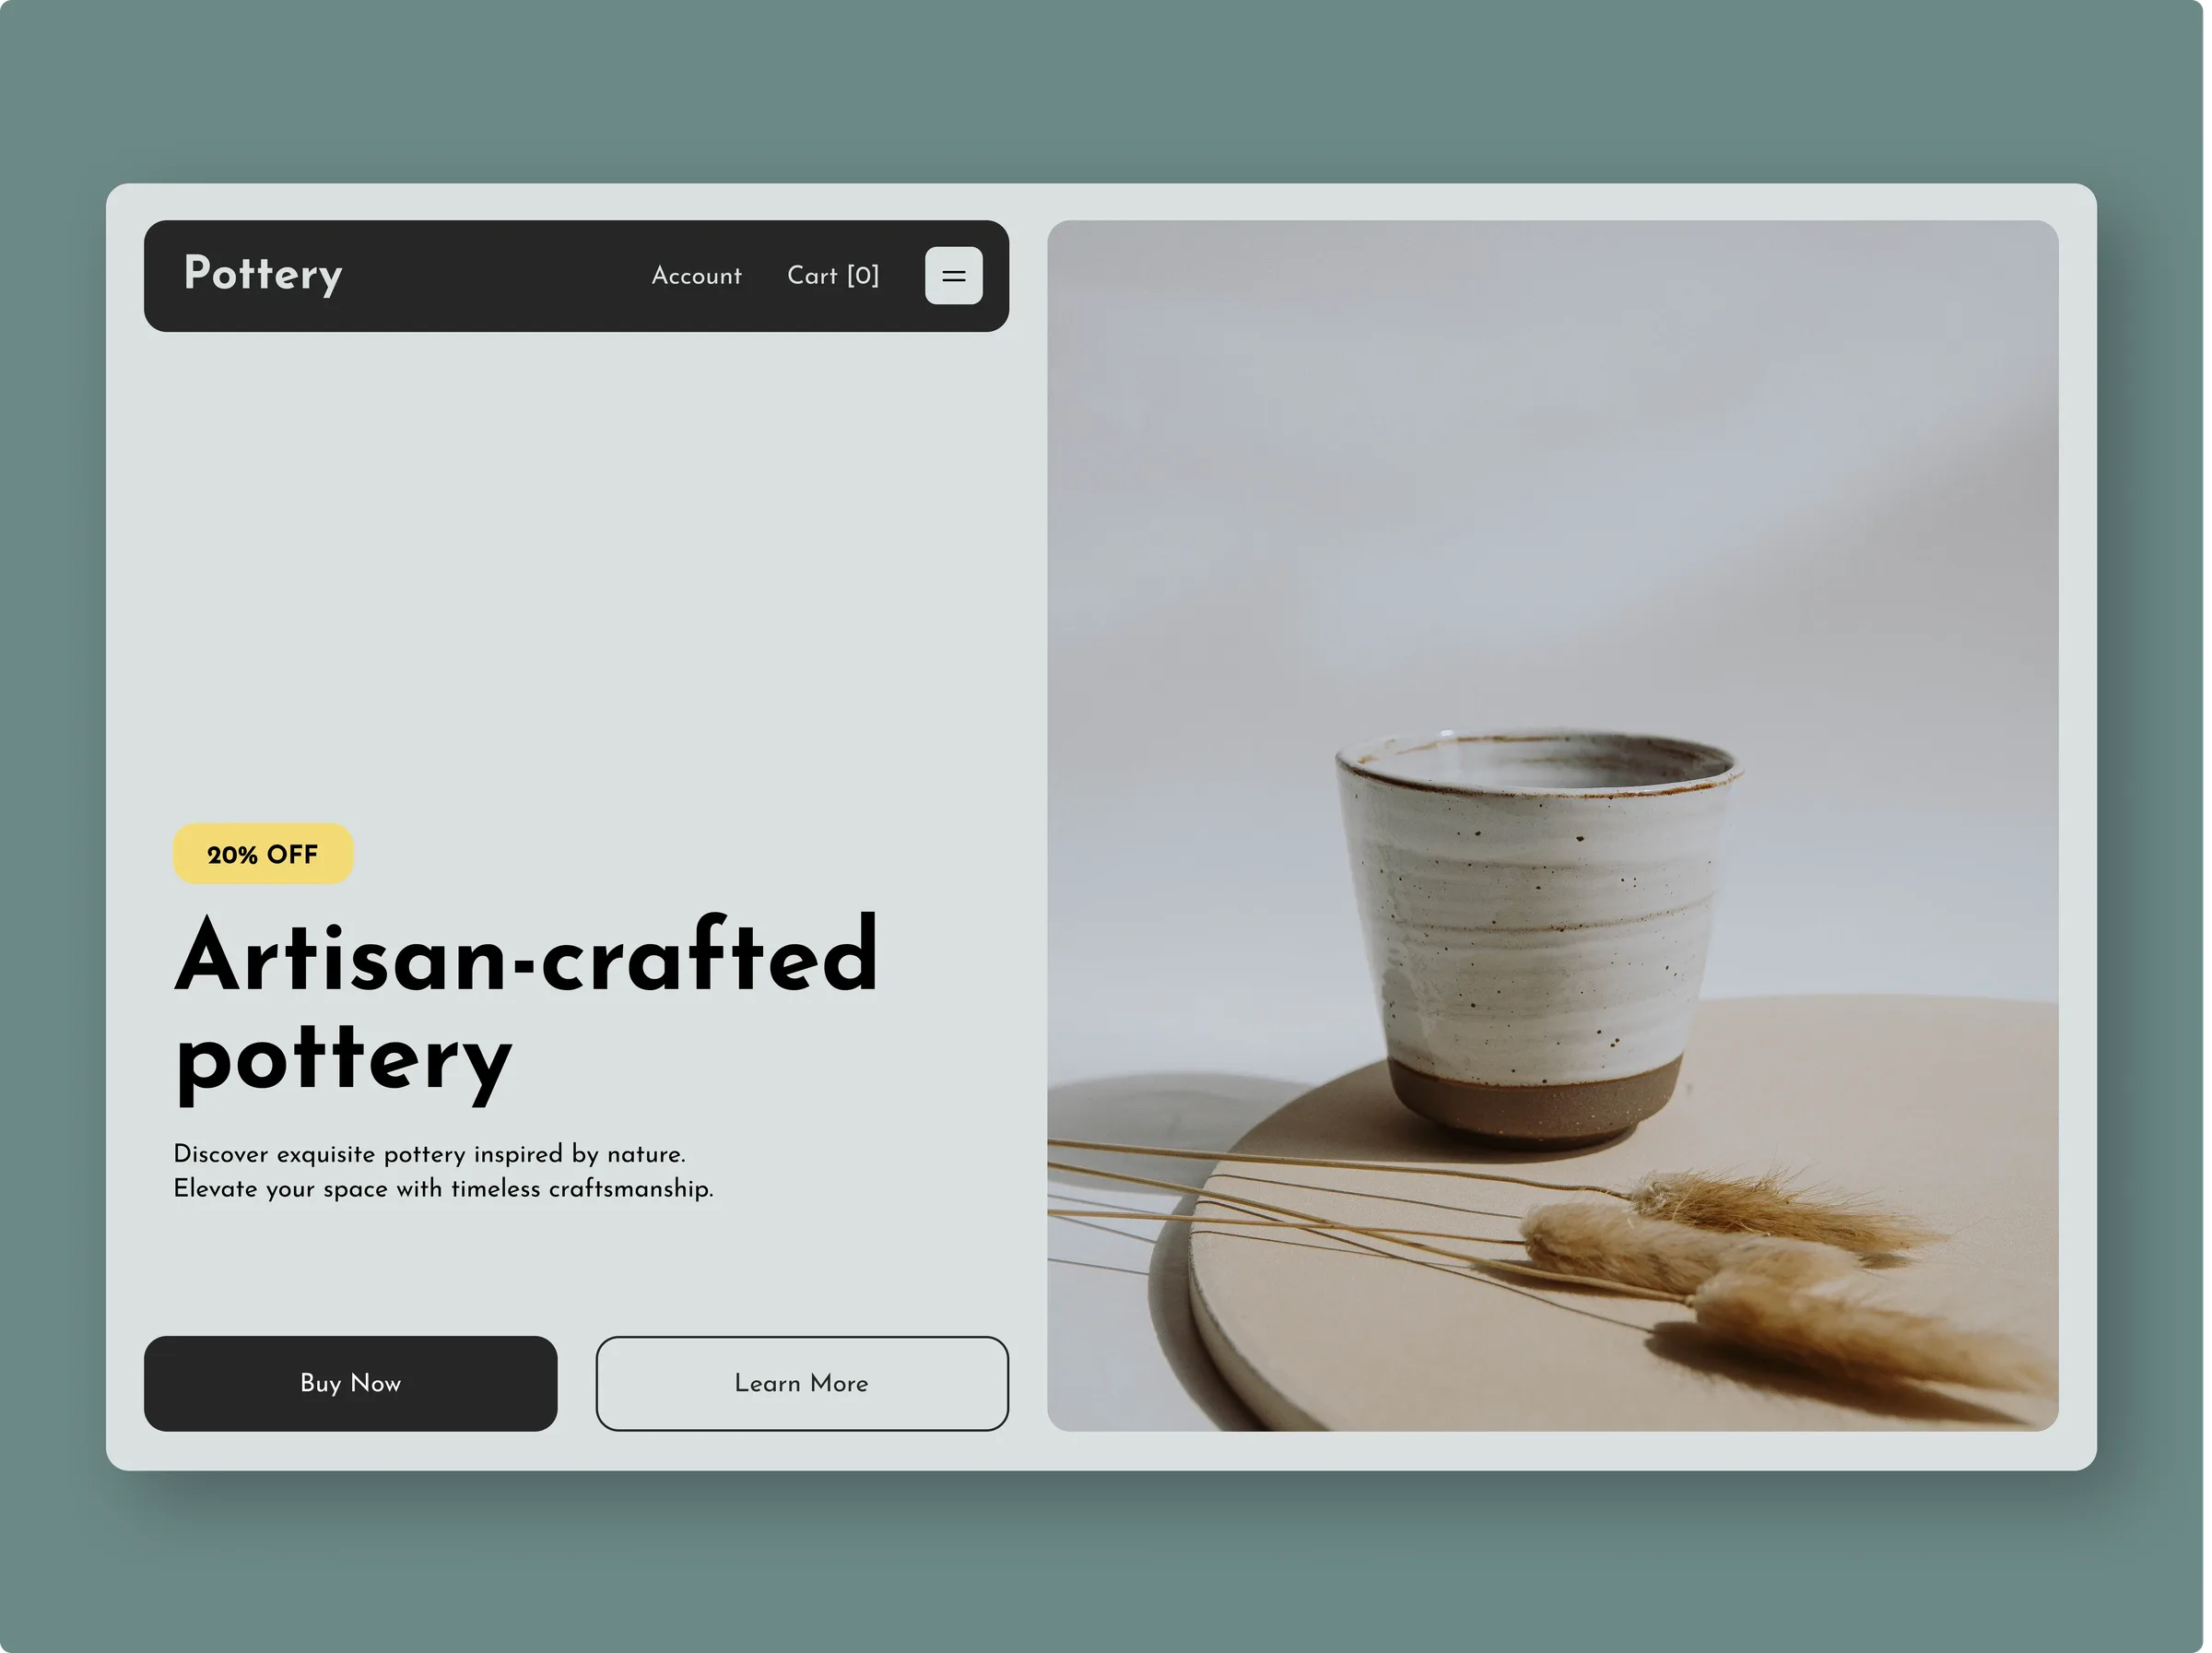 Pottery
Account
Cart [0]
20% OFF
Artisan-crafted
pottery
Discover exquisite pottery inspired by nature.
Elevate your space with timeless craftsmanship.
Buy Now
Learn More